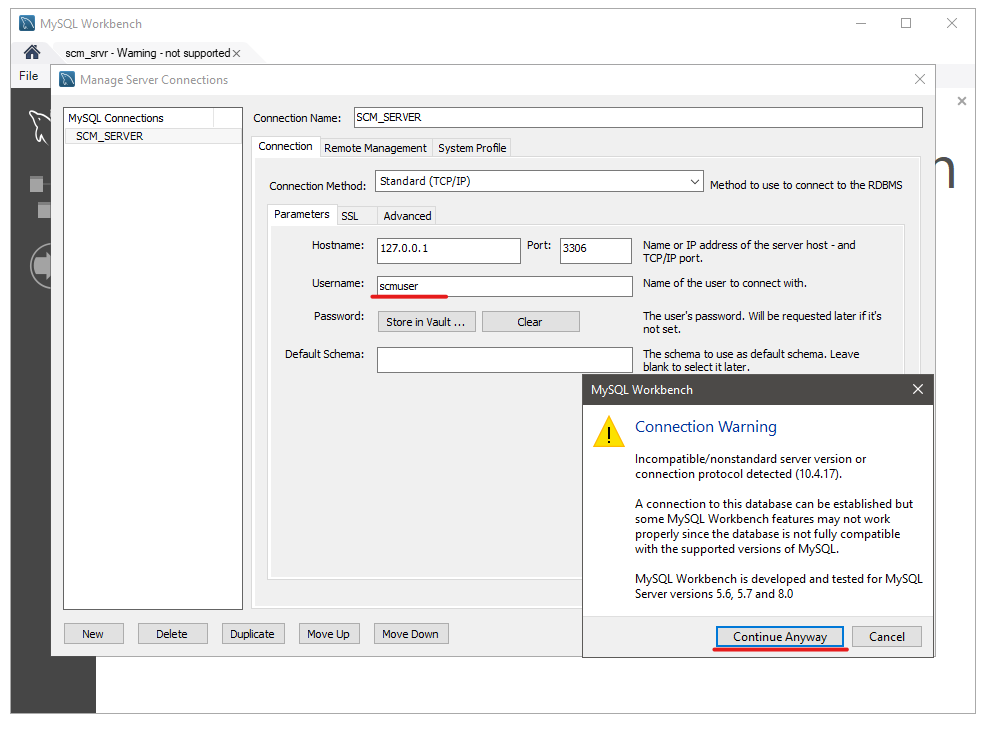 MySQL Workbench
scm_srvr - Warning - not supported
File
Manage Server Connections
MySQL Connections
SCM_SERVER
Connection Name: SCM_SERVER
Connection Remote Management System Profile
Connection Method: Standard (TCP/IP) Method to use to connect to the RDBMS
Parameters SSL Advanced
Hostname: 127.0.0.1 Port: 3306 Name or IP address of the server host - and
TCP/IP port.
Username: scmuser Name of the user to connect with.
Password: Store in Vault ... Clear The user's password. Will be requested later if it's
not set.
Default Schema: The schema to use as default schema. Leave
blank to select it later.
MySQL Workbench
Connection Warning
Incompatible/nonstandard server version or
connection protocol detected (10.4.17).
A connection to this database can be established but
some MySQL Workbench features may not work
properly since the database is not fully compatible
with the supported versions of MySQL.
MySQL Workbench is developed and tested for MySQL
Server versions 5.6, 5.7 and 8.0
Continue Anyway Cancel
New Delete Duplicate Move Up Move Down